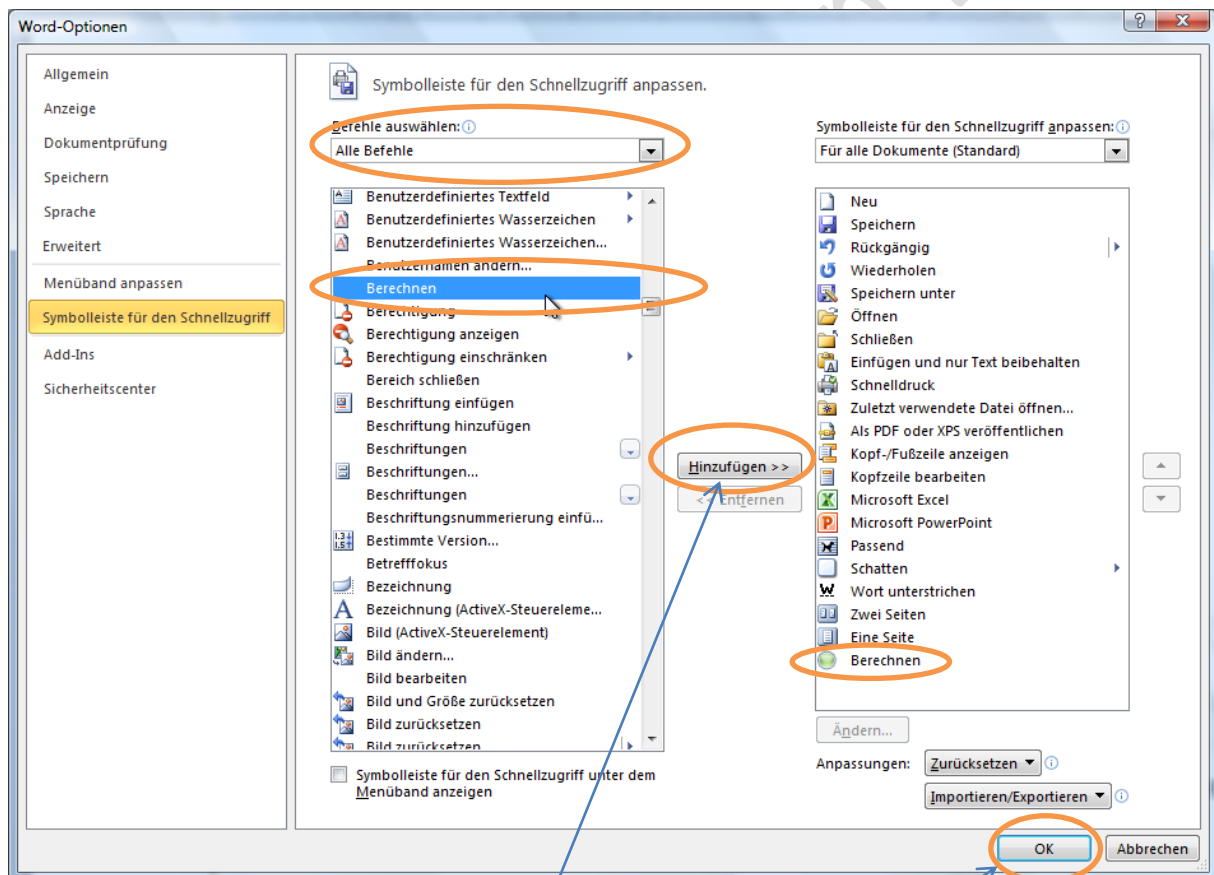 Word-Optionen
Allgemein
Anzeige
Dokumentprüfung
Speichern
Sprache
Erweitert
Menüband anpassen
Symbolleiste für den Schnellzugriff
Add-Ins
Sicherheitscenter
Symbolleiste für den Schnellzugriff anpassen.
Befehle auswählen:
Alle Befehle
Benutzerdefiniertes Textfeld
Benutzerdefiniertes Wasserzeichen
Benutzerdefiniertes Wasserzeichen...
Benutzernamen ändern...
Berechnen
Berechtigung
Berechtigung anzeigen
Berechtigung einschränken
Bereich schließen
Beschriftung einfügen
Beschriftung hinzufügen
Beschriftungen
Beschriftungen...
Beschriftungen
Beschriftungsnummerierung einfü...
Bestimmte Version...
Betrefffokus
Bezeichnung
Bezeichnung (ActiveX-Steuereleme...
Bild (ActiveX-Steuerelement)
Bild ändern...
Bild bearbeiten
Bild und Größe zurücksetzen
Bild zurücksetzen
Bild zurücksetzen
Symbolleiste für den Schnellzugriff unter dem
Menüband anzeigen
Hinzufügen >>
<< Entfernen
Symbolleiste für den Schnellzugriff anpassen:
Für alle Dokumente (Standard)
Neu
Speichern
Rückgängig
Wiederholen
Speichern unter
Öffnen
Schließen
Einfügen und nur Text beibehalten
Schnelldruck
Zuletzt verwendete Datei öffnen...
Als PDF oder XPS veröffentlichen
Kopf-/Fußzeile anzeigen
Kopfzeile bearbeiten
Microsoft Excel
Microsoft PowerPoint
Passend
Schatten
Wort unterstrichen
Zwei Seiten
Eine Seite
Berechnen
Ändern...
Anpassungen: Zurücksetzen
Importieren/Exportieren
OK
Abbrechen